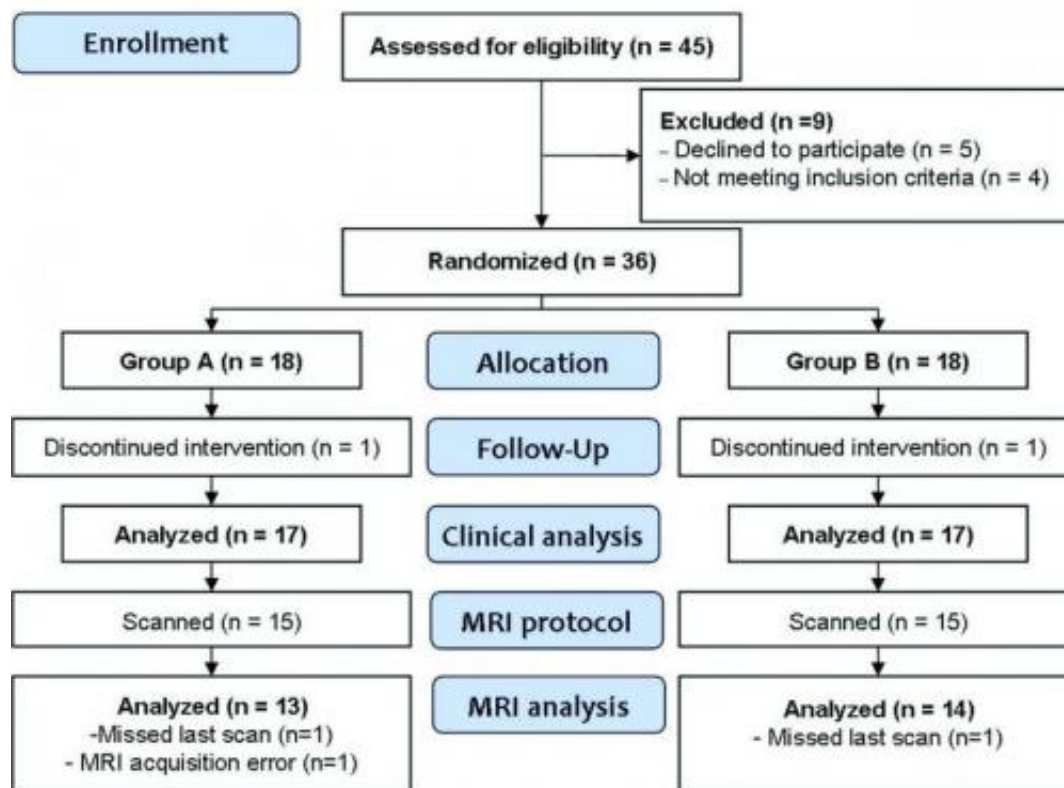 Enrollment
Assessed for eligibility (n = 45)
Excluded (n =9)
- Declined to participate (n = 5)
- Not meeting inclusion criteria (n = 4)
Randomized (n = 36)
Group A (n = 18)
Allocation
Group B (n = 18)
Discontinued intervention (n = 1)
Follow-Up
Discontinued intervention (n = 1)
Analyzed (n = 17)
Clinical analysis
Analyzed (n = 17)
Scanned (n = 15)
MRI protocol
Scanned (n = 15)
Analyzed (n = 13)
-Missed last scan (n=1)
- MRI acquisition error (n=1)
MRI analysis
Analyzed (n = 14)
- Missed last scan (n=1)